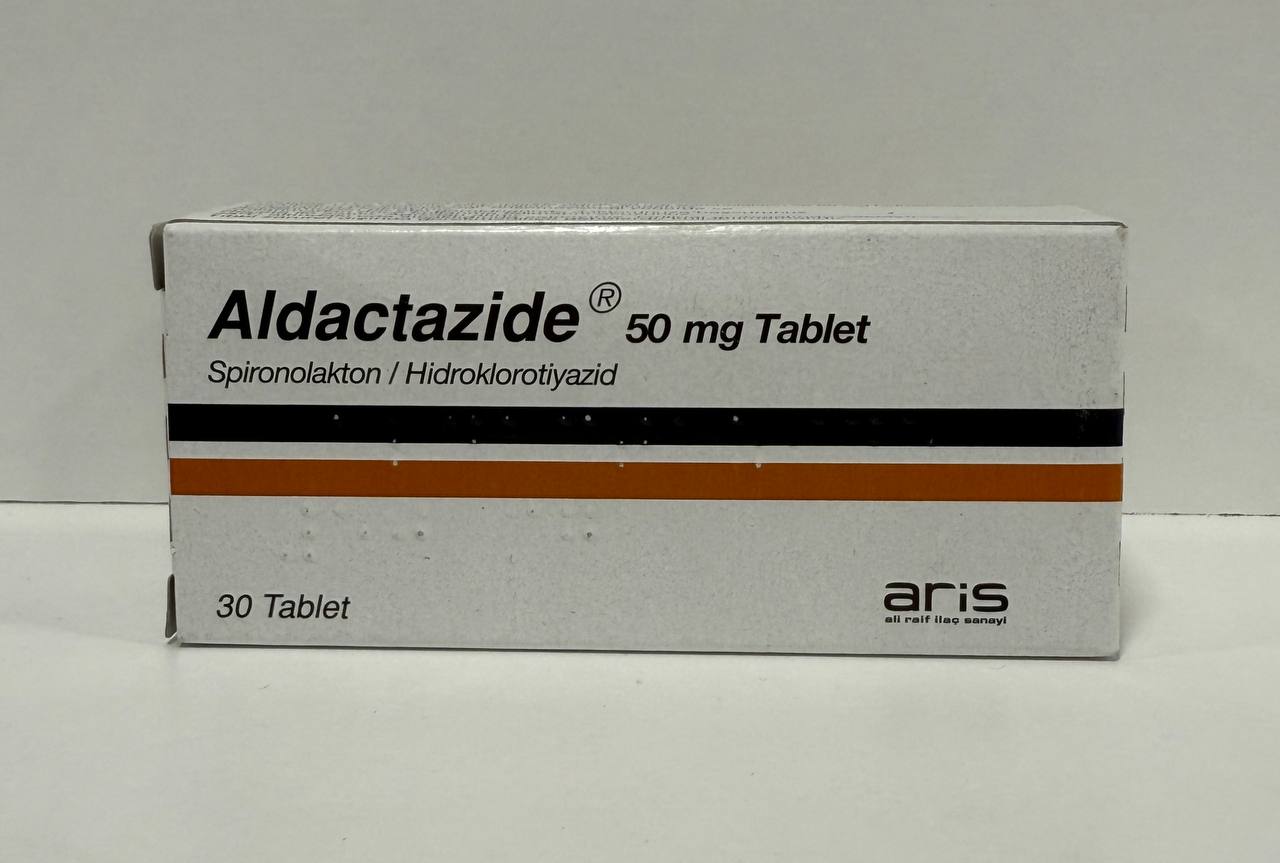 Aldactazide® 50 mg Tablet
Spironolakton / Hidroklorotiyazid
30 Tablet
aris
ali raif ilaç sanayi